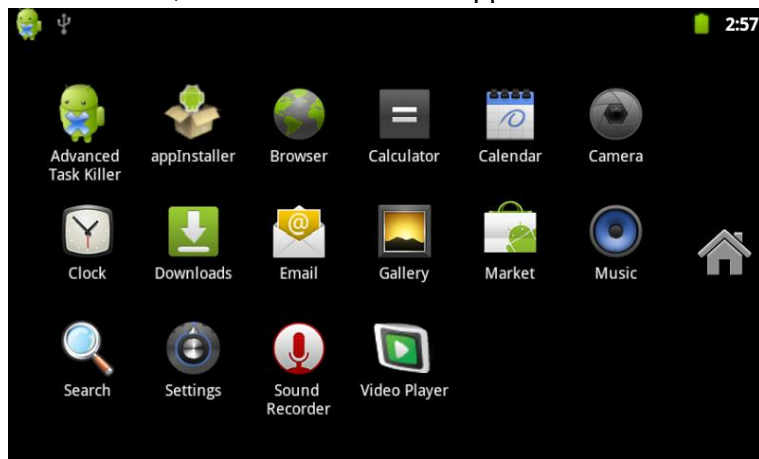 2:57
Advanced
Task Killer
appInstaller
Browser
Calculator
Calendar
Camera
Clock
Downloads
Email
Gallery
Market
Music
Search
Settings
Sound
Recorder
Video Player